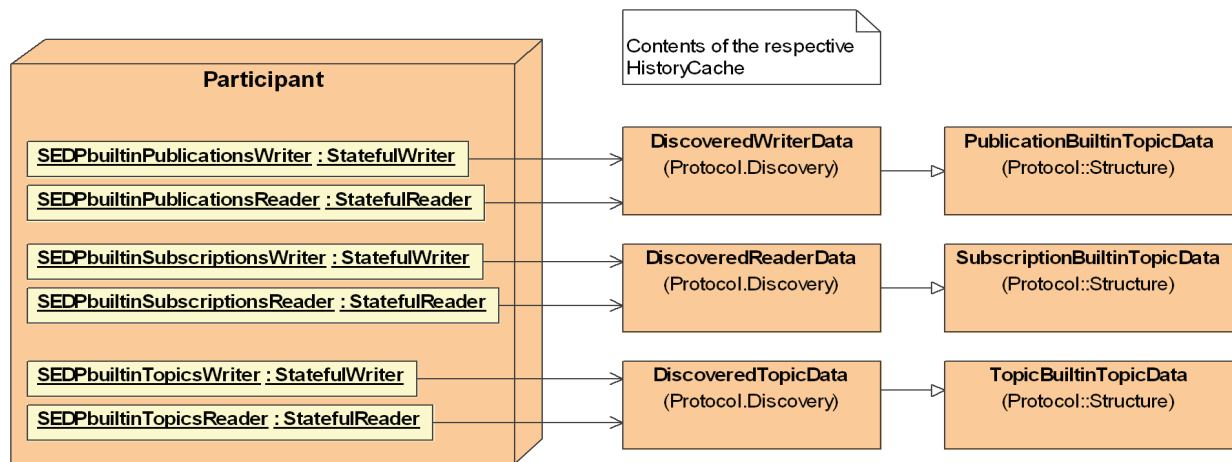 Contents of the respective
HistoryCache
Participant
SEDPbuiltinPublicationsWriter : StatefulWriter
SEDPbuiltinPublicationsReader : StatefulReader
SEDPbuiltinSubscriptionsWriter : StatefulWriter
SEDPbuiltinSubscriptionsReader : StatefulReader
SEDPbuiltinTopicsWriter : StatefulWriter
SEDPbuiltinTopicsReader : StatefulReader
DiscoveredWriterData
(Protocol.Discovery)
PublicationBuiltinTopicData
(Protocol::Structure)
DiscoveredReaderData
(Protocol.Discovery)
SubscriptionBuiltinTopicData
(Protocol::Structure)
DiscoveredTopicData
(Protocol.Discovery)
TopicBuiltinTopicData
(Protocol::Structure)